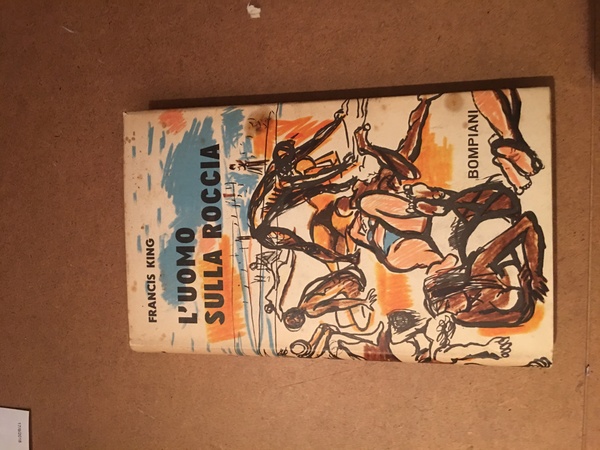 FRANCIS KING
L'UOMO
SULLA ROCCIA
BOMPIANI